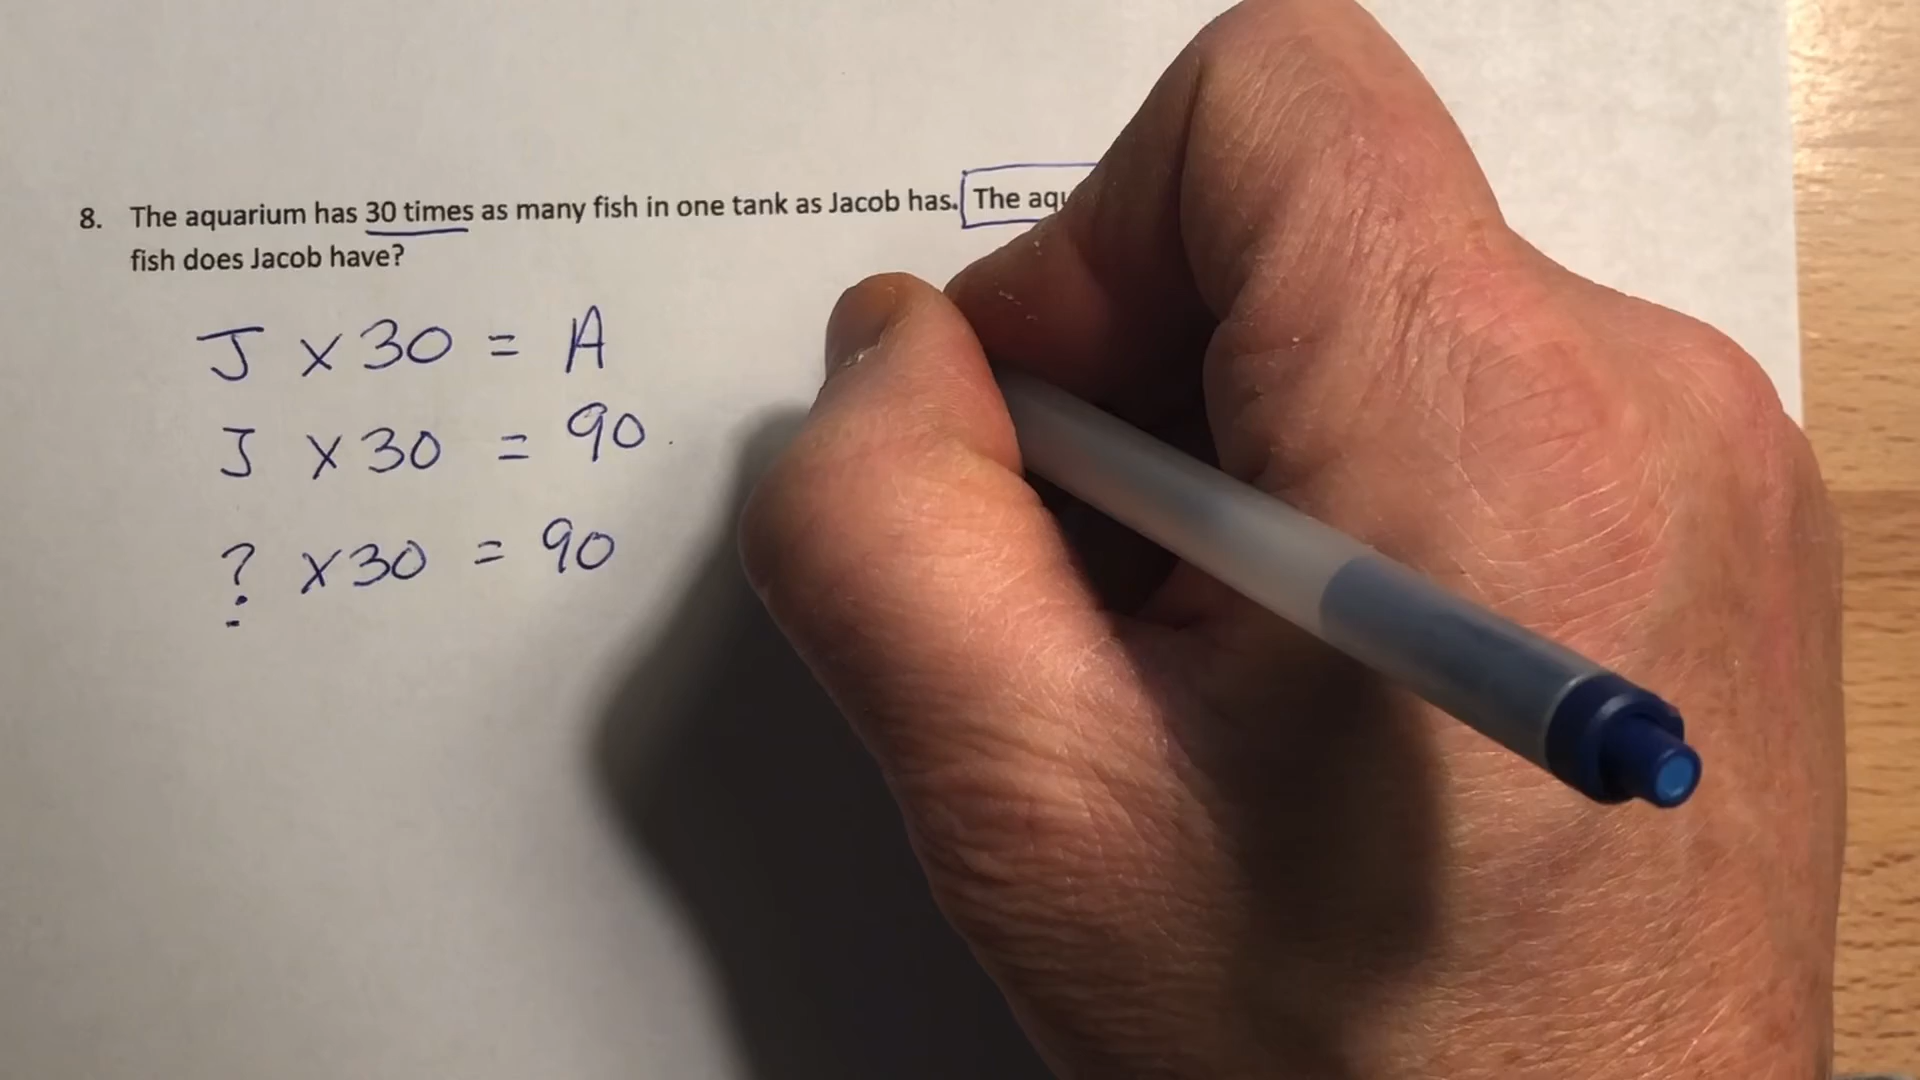 8. The aquarium has 30 times as many fish in one tank as Jacob has. The
fish does Jacob have?
J x 30 = A
J x 30 = 90
? x 30 = 90